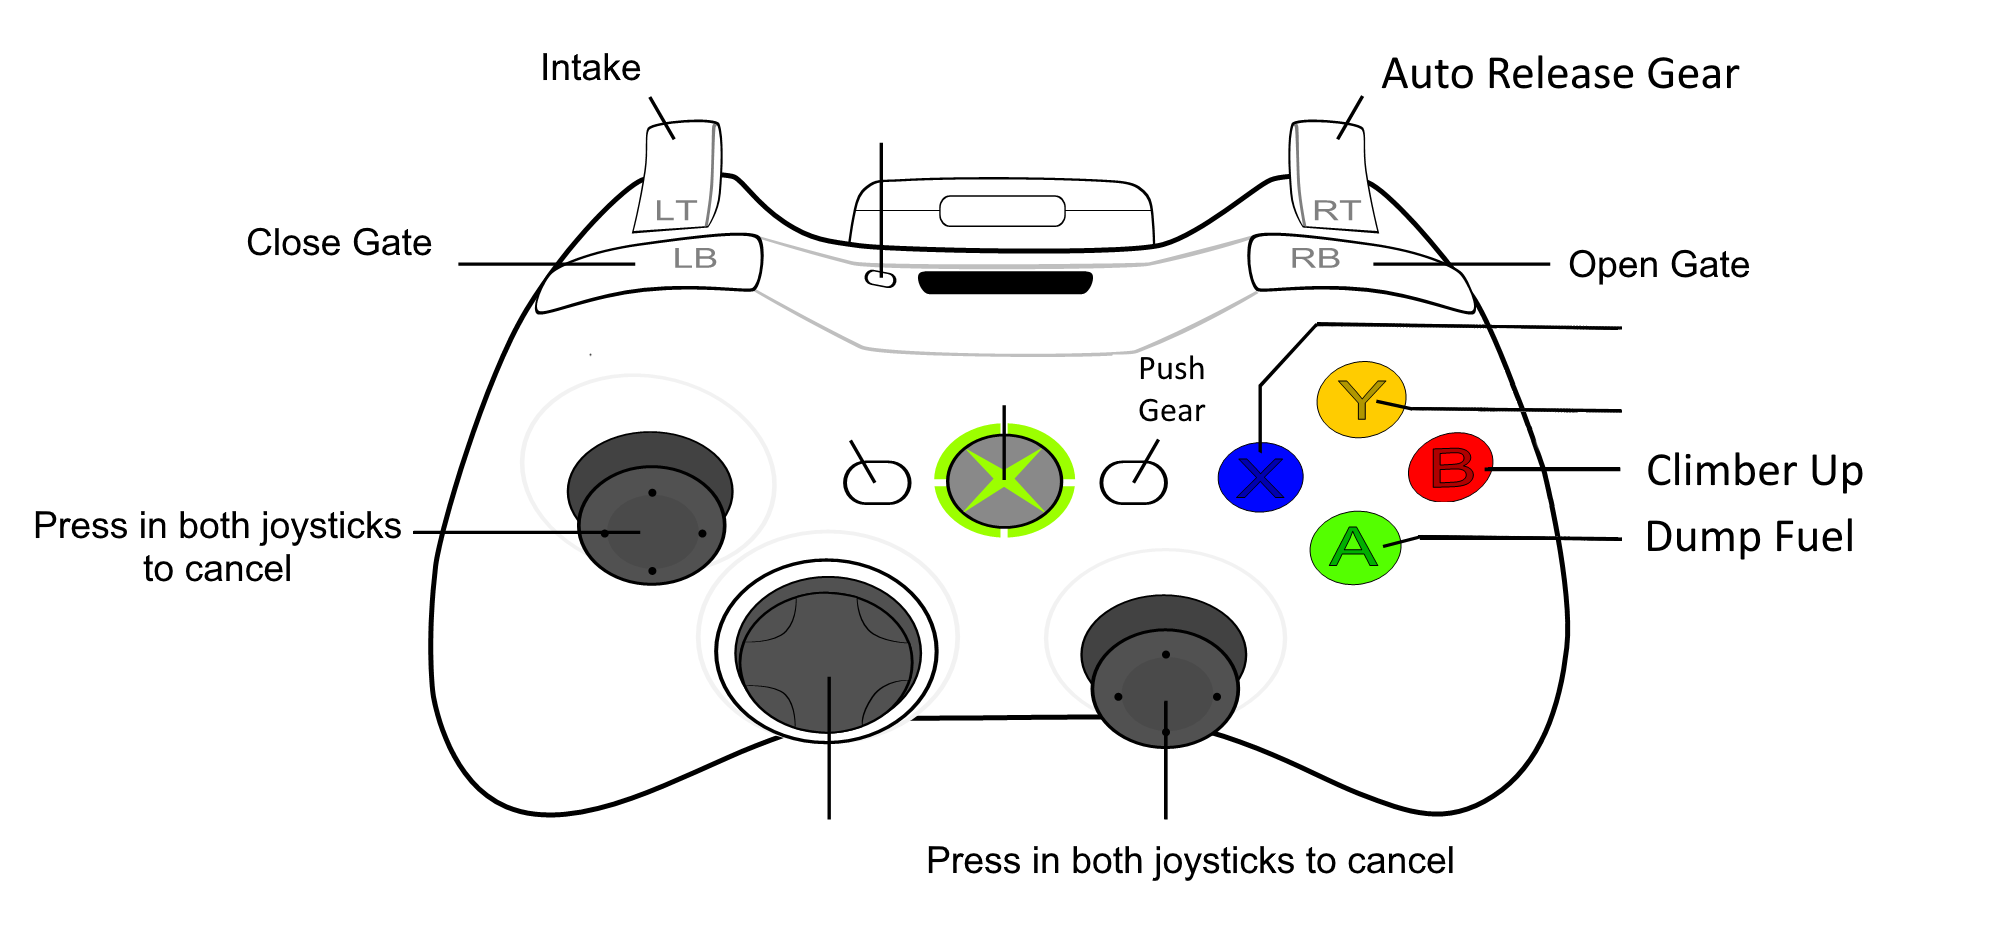 Intake
Auto Release Gear
LT
RT
Close Gate
LB
RB
Open Gate
Push
Gear
Y
X
B
Climber Up
A
Dump Fuel
Press in both joysticks
to cancel
Press in both joysticks to cancel